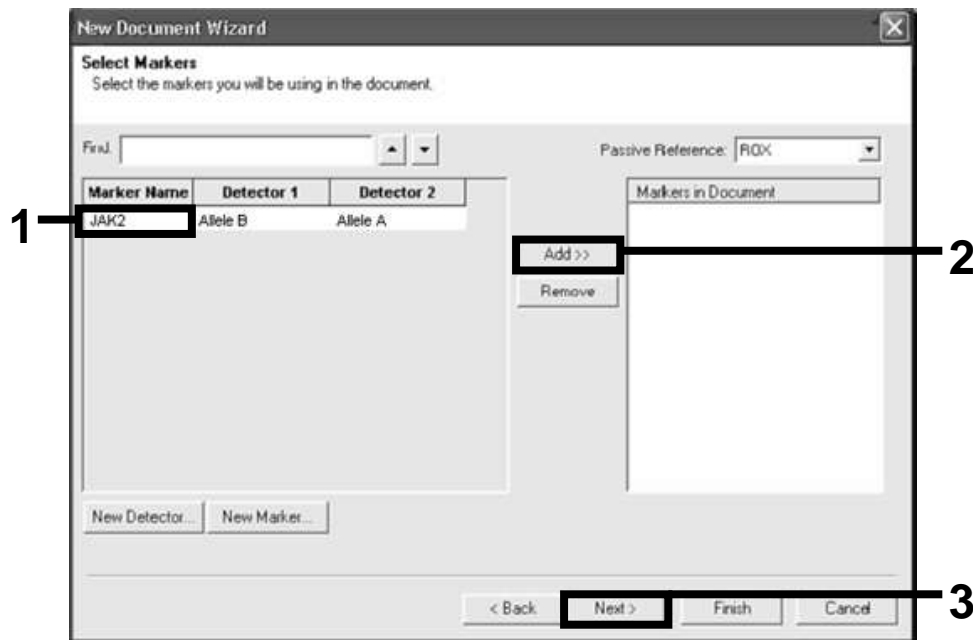 New Document Wizard
Select Markers
Select the markers you will be using in the document.
Find:
Passive Reference: ROX
Marker Name Detector 1 Detector 2
Markers in Document
1
JAK2 Allele B Allele A
Add >>
2
Remove
New Detector... New Marker...
< Back Next > Finish Cancel
3